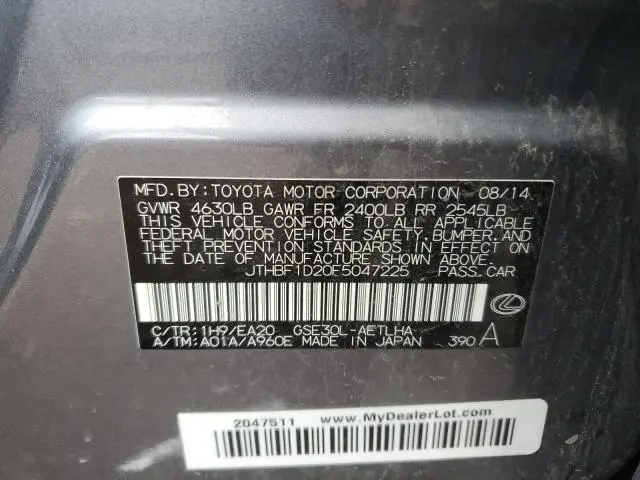 MFD. BY: TOYOTA MOTOR CORPORATION 08/14
GVWR 4630LB GAWR FR 2400LB RR 2545LB
THIS VEHICLE CONFORMS TO ALL APPLICABLE
FEDERAL MOTOR VEHICLE SAFETY, BUMPER, AND
THEFT PREVENTION STANDARDS IN EFFECT ON
THE DATE OF MANUFACTURE SHOWN ABOVE.
JTHBF1D20F5047225 PASS. CAR
C/TR: 1H9/EA20 GSE30L-AETLHA
A/TM: A01A/A960E MADE IN JAPAN 390 A
2047511 www.MyDealerLot.com